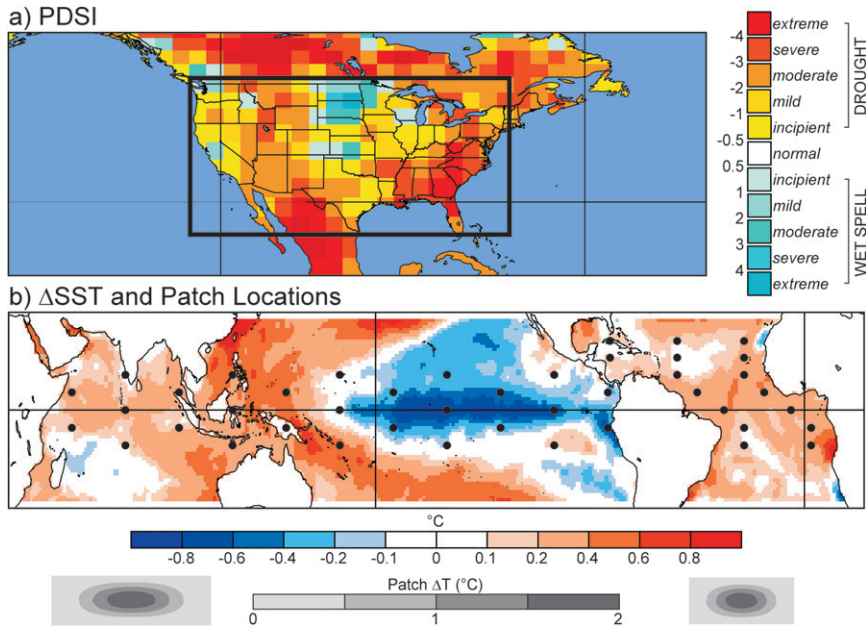 a) PDSI
extreme
-4
severe
-3
moderate
-2
mild
-1
incipient
-0.5
normal
0.5
incipient
1
mild
2
moderate
3
severe
4
extreme
DROUGHT
WET SPELL
b) ΔSST and Patch Locations
°C
-0.8 -0.6 -0.4 -0.2 -0.1 0 0.1 0.2 0.4 0.6 0.8
Patch ΔT (°C)
0 1 2